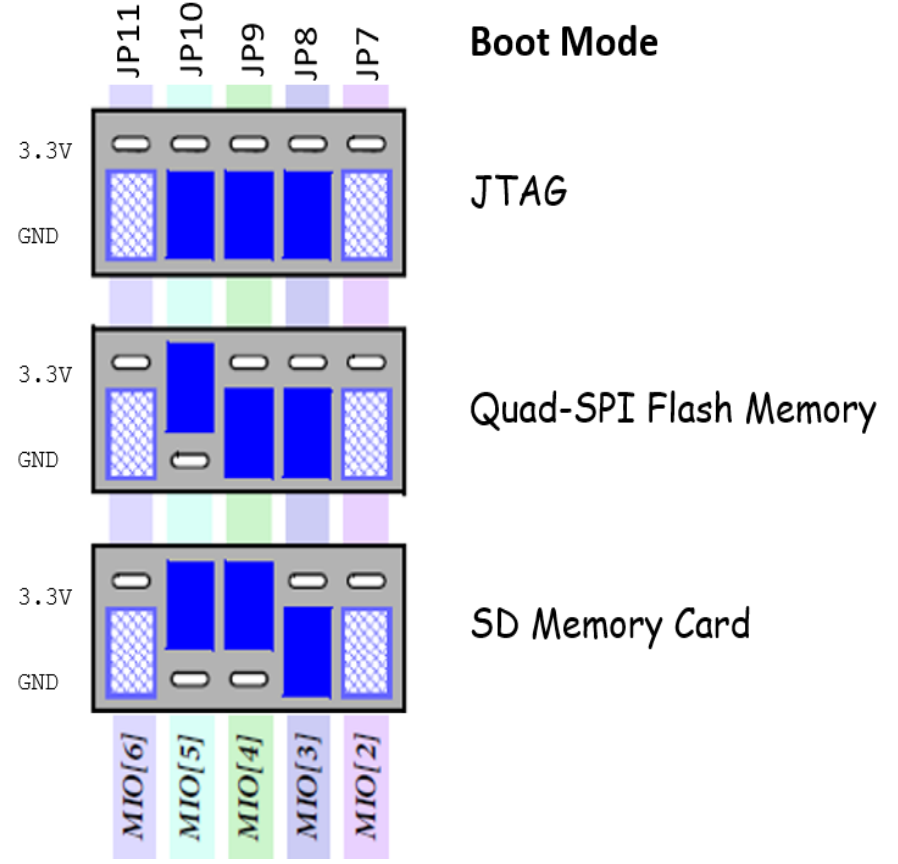 JP11 JP10 JP9 JP8 JP7
Boot Mode
3.3V
GND
JTAG
3.3V
GND
Quad-SPI Flash Memory
3.3V
GND
SD Memory Card
MIO[6] MIO[5] MIO[4] MIO[3] MIO[2]